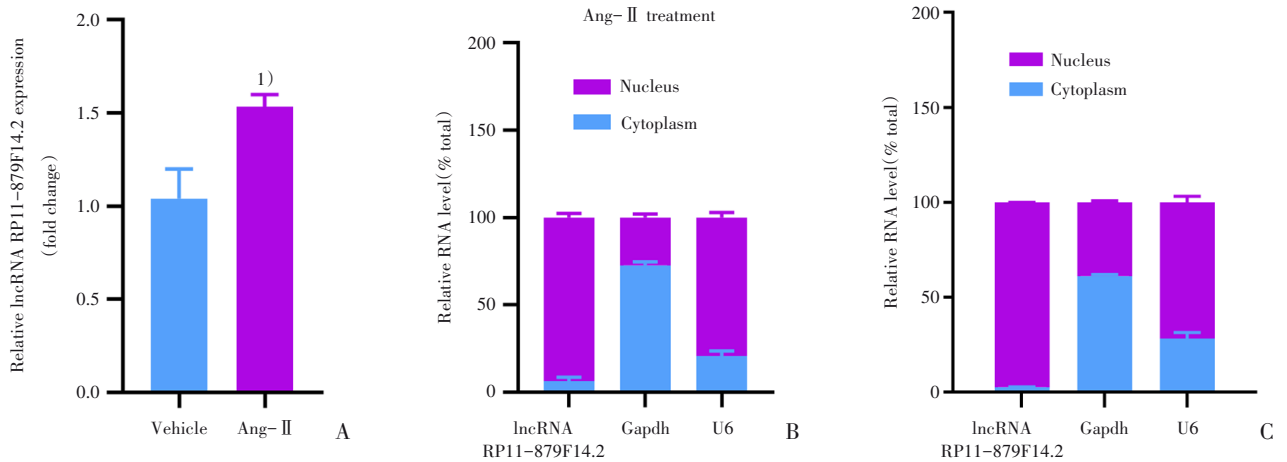 Relative lncRNA RP11-879F14.2 expression
(fold change)
2.0
1.5
1.0
0.5
0.0
1)
Vehicle
Ang-Ⅱ
A
Ang-Ⅱ treatment
Relative RNA level(% total)
200
150
100
50
0
Nucleus
Cytoplasm
lncRNA
RP11-879F14.2
Gapdh
U6
B
Relative RNA level(% total)
200
150
100
50
0
Nucleus
Cytoplasm
lncRNA
RP11-879F14.2
Gapdh
U6
C